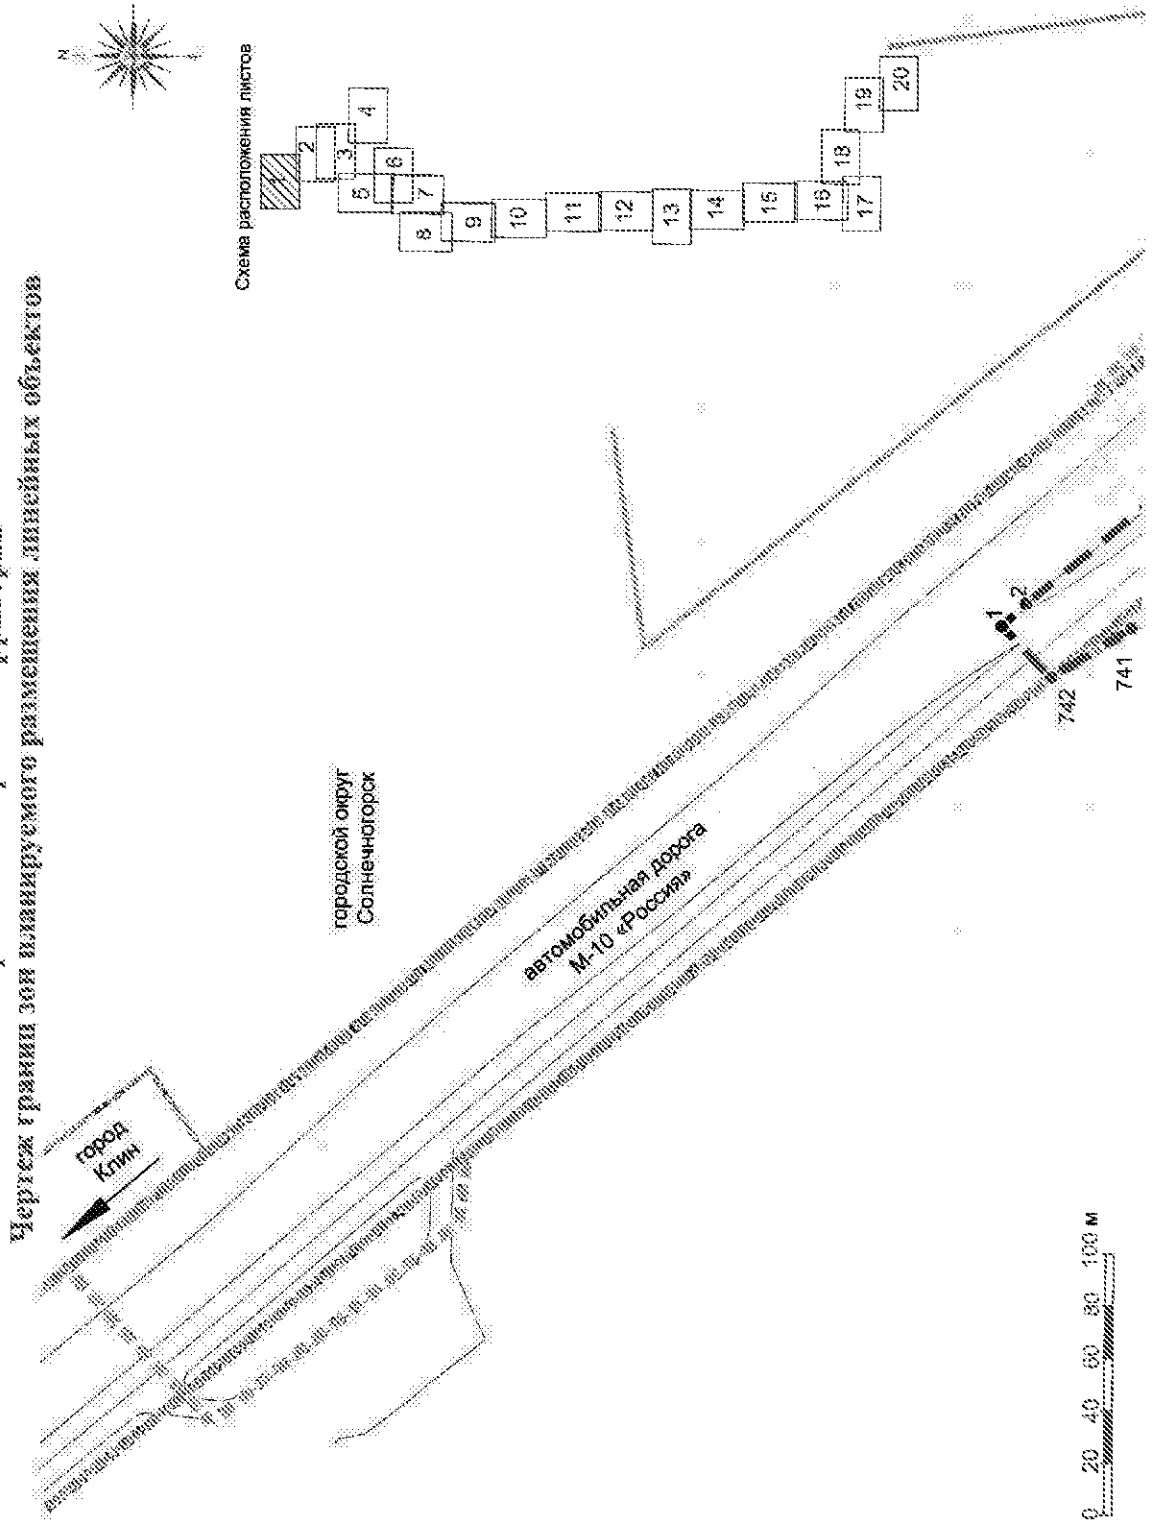 Чертеж границ зон планируемого размещения линейных объектов
N
Схема расположения листов
1
2
3
4
5
6
7
8
9
10
11
12
13
14
15
16
17
18
19
20
город
Клин
городской округ
Солнечногорск
автомобильная дорога
М-10 «Россия»
1
2
742
741
0 20 40 60 80 100 м